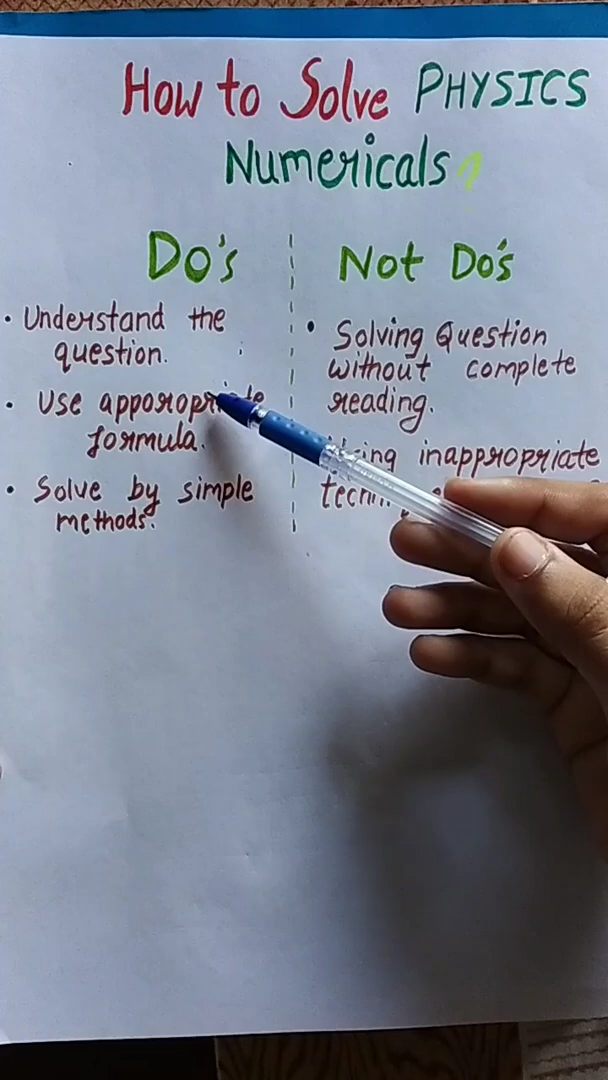 How to Solve PHYSICS
Numericals ?
Do's
Not Do's
• Understand the
question.
• Use apporopriate
formula.
• Solve by simple
methods.
• Solving Question
without complete
reading.
inappropriate